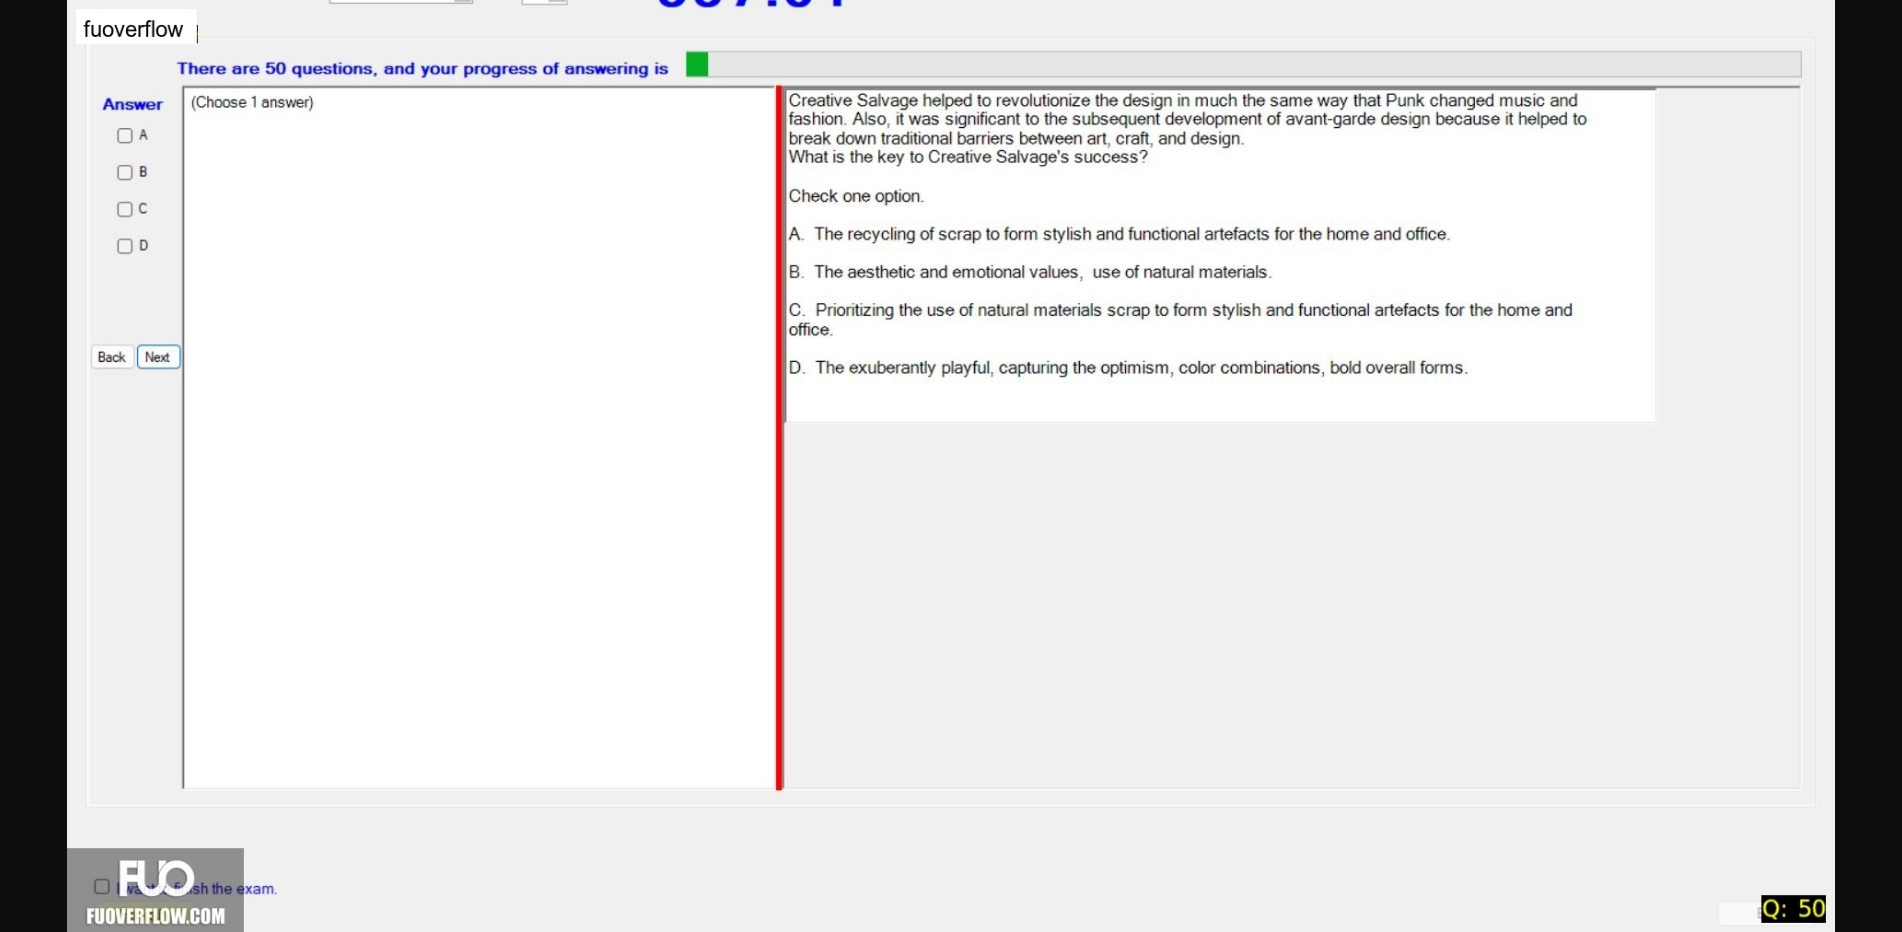 fuoverflow
There are 50 questions, and your progress of answering is
Answer
(Choose 1 answer)
A
B
C
D
Back Next
Creative Salvage helped to revolutionize the design in much the same way that Punk changed music and
fashion. Also, it was significant to the subsequent development of avant-garde design because it helped to
break down traditional barriers between art, craft, and design.
What is the key to Creative Salvage's success?
Check one option.
A. The recycling of scrap to form stylish and functional artefacts for the home and office.
B. The aesthetic and emotional values, use of natural materials.
C. Prioritizing the use of natural materials scrap to form stylish and functional artefacts for the home and
office.
D. The exuberantly playful, capturing the optimism, color combinations, bold overall forms.
FUO
I the exam.
FUOVERFLOW.COM
Q: 50